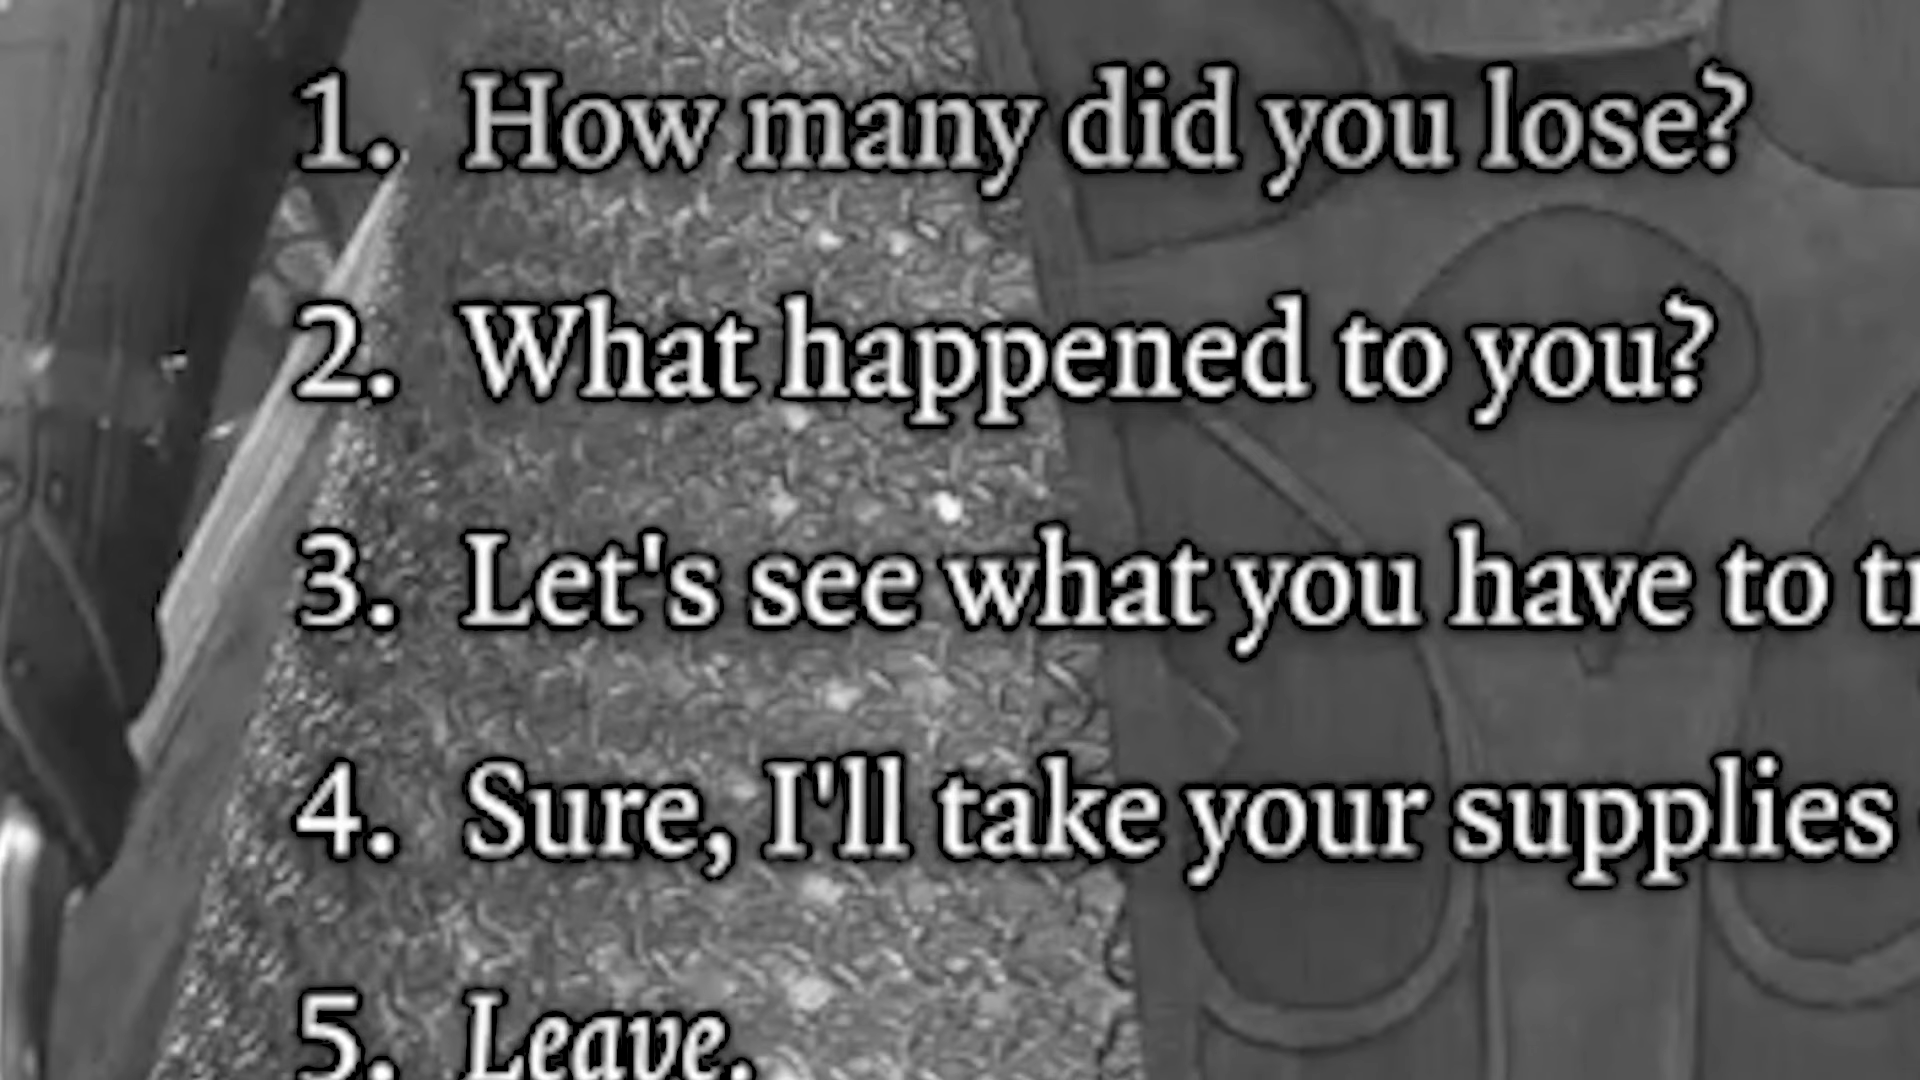 1. How many did you lose?
2. What happened to you?
3. Let's see what you have to
4. Sure, I'll take your supplies
5. Leave.